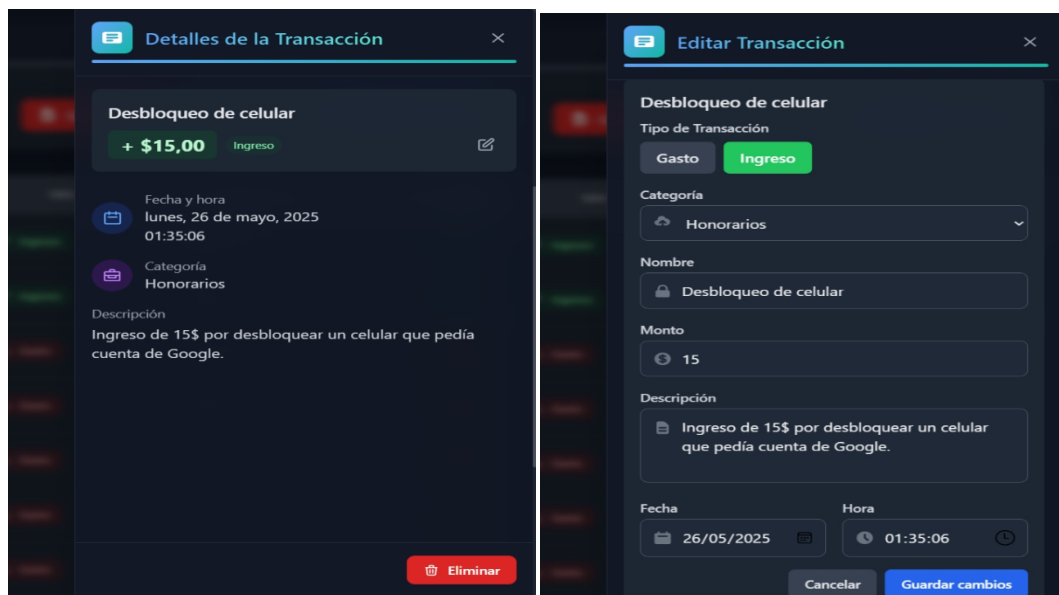 Detalles de la Transacción
Desbloqueo de celular
+ $15,00 Ingreso
Fecha y hora
lunes, 26 de mayo, 2025
01:35:06
Categoría
Honorarios
Descripción
Ingreso de 15$ por desbloquear un celular que pedía
cuenta de Google.
Eliminar
Editar Transacción
Desbloqueo de celular
Tipo de Transacción
Gasto Ingreso
Categoría
Honorarios
Nombre
Desbloqueo de celular
Monto
15
Descripción
Ingreso de 15$ por desbloquear un celular
que pedía cuenta de Google.
Fecha Hora
26/05/2025 01:35:06
Cancelar Guardar cambios